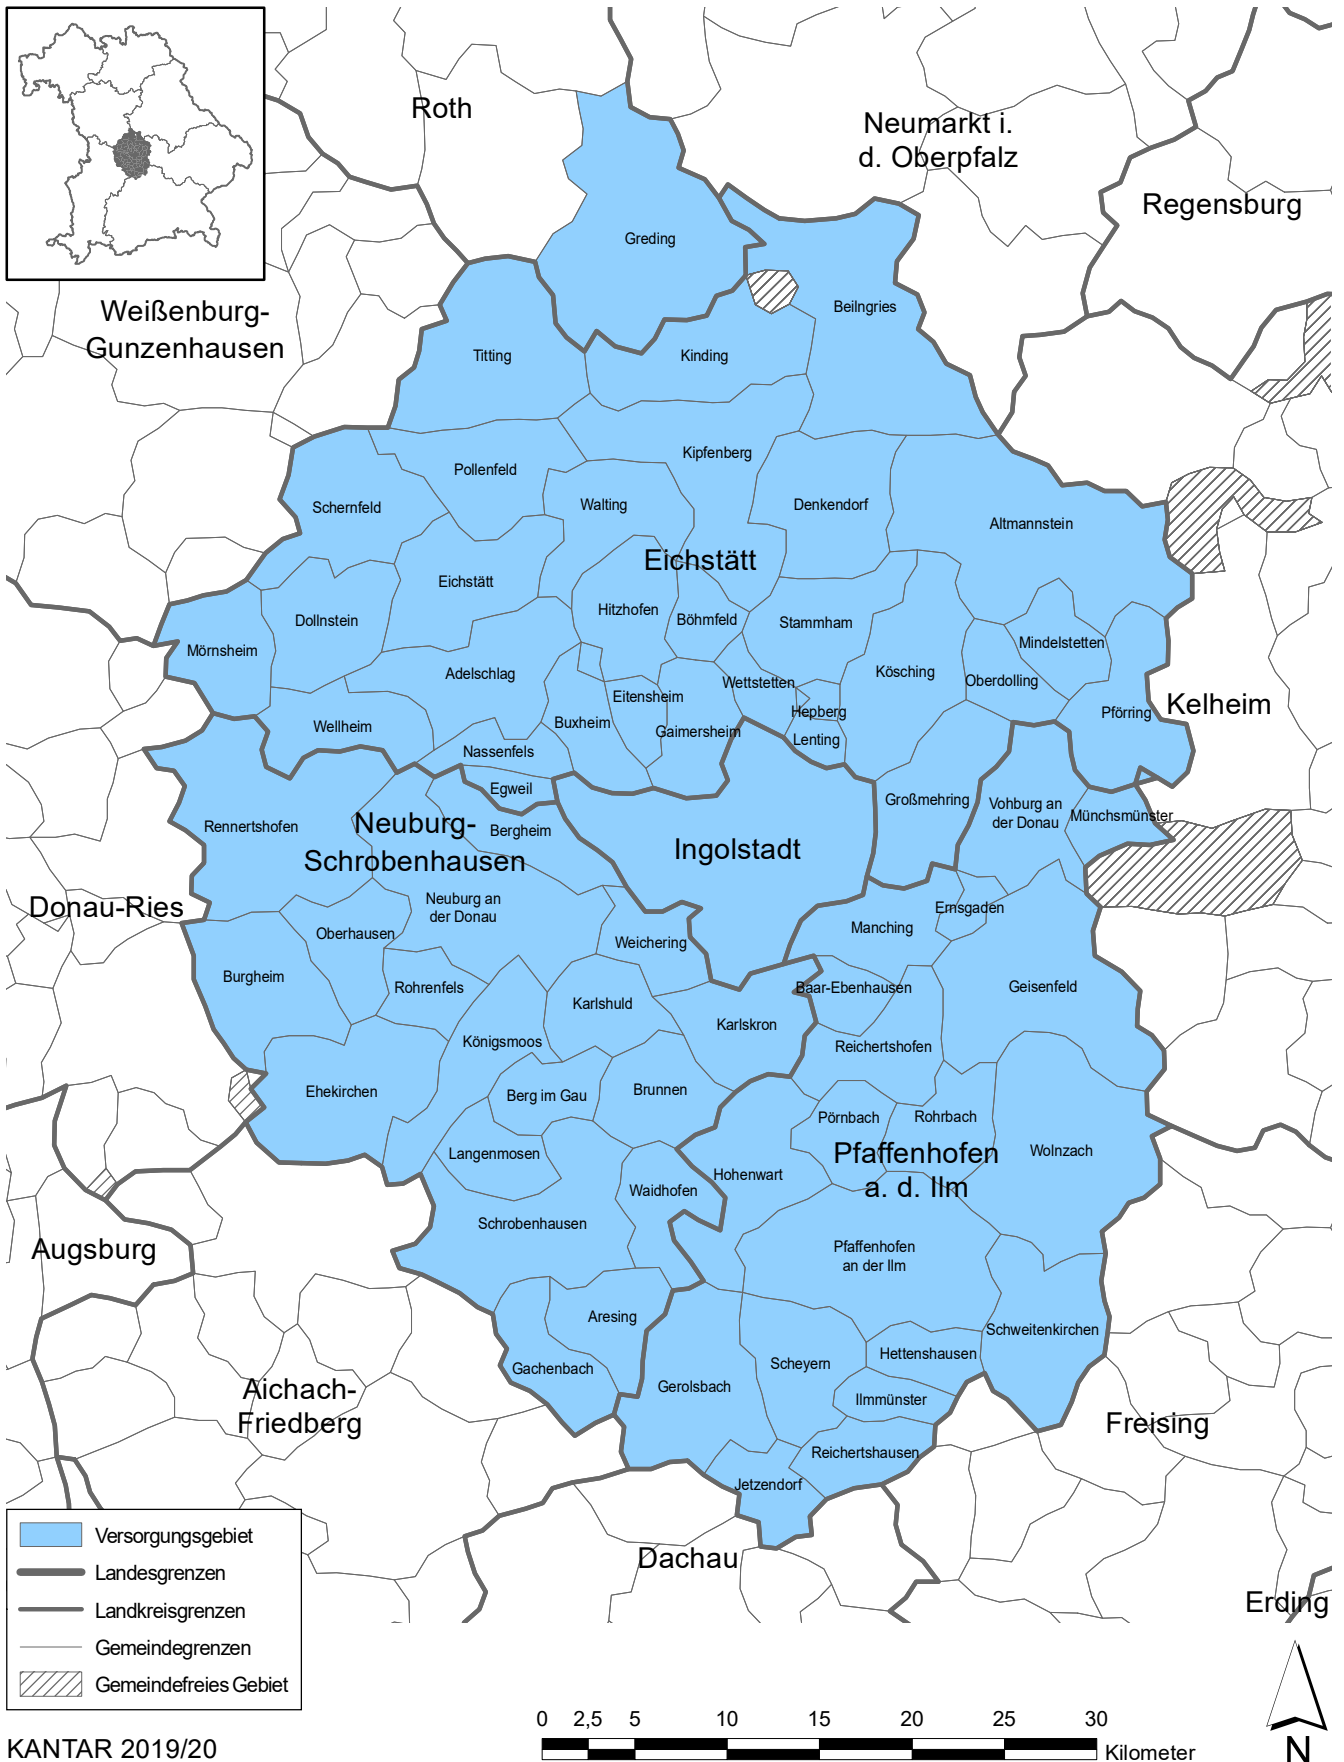 Roth
Neumarkt i.
d. Oberpfalz
Regensburg
Greding
Weißenburg-
Gunzenhausen
Beilngries
Titting
Kinding
Kipfenberg
Pollenfeld
Schernfeld
Walting
Denkendorf
Altmannstein
Eichstätt
Eichstätt
Hitzhofen
Böhmfeld
Dollnstein
Stammham
Mindelstetten
Mörnsheim
Adelschlag
Kösching
Oberdolling
Wettstetten
Eitensheim
Kelheim
Hepberg
Pförring
Buxheim
Gaimersheim
Wellheim
Lenting
Nassenfels
Egweil
Großmehring
Vohburg an
der Donau
Münchsmünster
Rennertshofen
Neuburg-
Schrobenhausen
Bergheim
Ingolstadt
Donau-Ries
Neuburg an
der Donau
Ernsgaden
Manching
Oberhausen
Weichering
Burgheim
Rohrenfels
Baar-Ebenhausen
Geisenfeld
Karlshuld
Karlskron
Königsmoos
Reichertshofen
Ehekirchen
Berg im Gau
Brunnen
Pörnbach
Rohrbach
Langenmosen
Pfaffenhofen
a. d. Ilm
Wolnzach
Hohenwart
Waidhofen
Schrobenhausen
Augsburg
Pfaffenhofen
an der Ilm
Aresing
Schweitenkirchen
Hettenshausen
Scheyern
Gachenbach
Gerolsbach
Ilmmünster
Aichach-
Friedberg
Freising
Reichertshausen
Jetzendorf
Dachau
Erding
Versorgungsgebiet
Landesgrenzen
Landkreisgrenzen
Gemeindegrenzen
Gemeindefreies Gebiet
KANTAR 2019/20
0 2,5 5 10 15 20 25 30
Kilometer
N